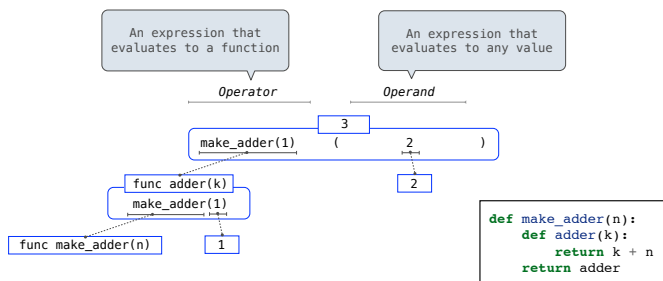 An expression that
evaluates to a function
An expression that
evaluates to any value
Operator
Operand
3
make_adder(1) ( 2 )
func adder(k)
2
make_adder(1)
func make_adder(n)
1
def make_adder(n):
    def adder(k):
        return k + n
    return adder